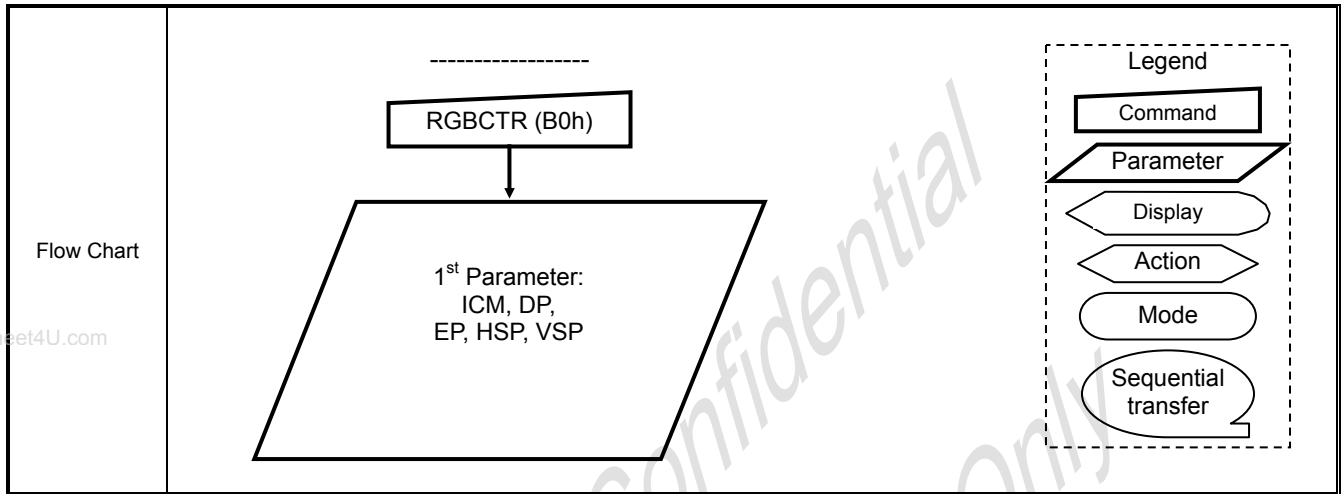 Flow Chart
-------------------
RGBCTR (B0h)
1st Parameter:
ICM, DP,
EP, HSP, VSP
Legend
Command
Parameter
Display
Action
Mode
Sequential
transfer
eet4U.com
Confidential
Only